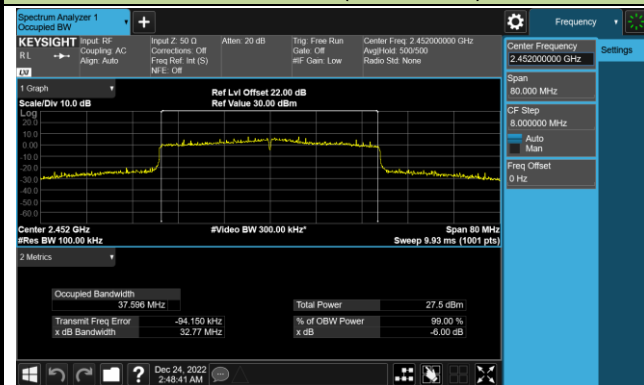 Spectrum Analyzer 1
Occupied BW
+
Frequency
KEYSIGHT
RL
LXI
Input: RF
Coupling: AC
Align: Auto
Input Z: 50 Ω
Corrections: Off
Freq Ref: Int (S)
NFE: Off
Atten: 20 dB
Trig: Free Run
Gate: Off
#IF Gain: Low
Center Freq: 2.452000000 GHz
Avg|Hold: 500/500
Radio Std: None
Center Frequency
2.452000000 GHz
Settings
Span
80.000 MHz
CF Step
8.000000 MHz
Auto
Man
Freq Offset
0 Hz
1 Graph
Scale/Div 10.0 dB
Ref Lvl Offset 22.00 dB
Ref Value 30.00 dBm
Log
20.0
10.0
0.00
-10.0
-20.0
-30.0
-40.0
-50.0
-60.0
Center 2.452 GHz
#Res BW 100.00 kHz
#Video BW 300.00 kHz*
Span 80 MHz
Sweep 9.93 ms (1001 pts)
2 Metrics
Occupied Bandwidth
37.596 MHz
Total Power 27.5 dBm
Transmit Freq Error -94.150 kHz
% of OBW Power 99.00 %
x dB Bandwidth 32.77 MHz
x dB -6.00 dB
?
Dec 24, 2022
2:48:41 AM